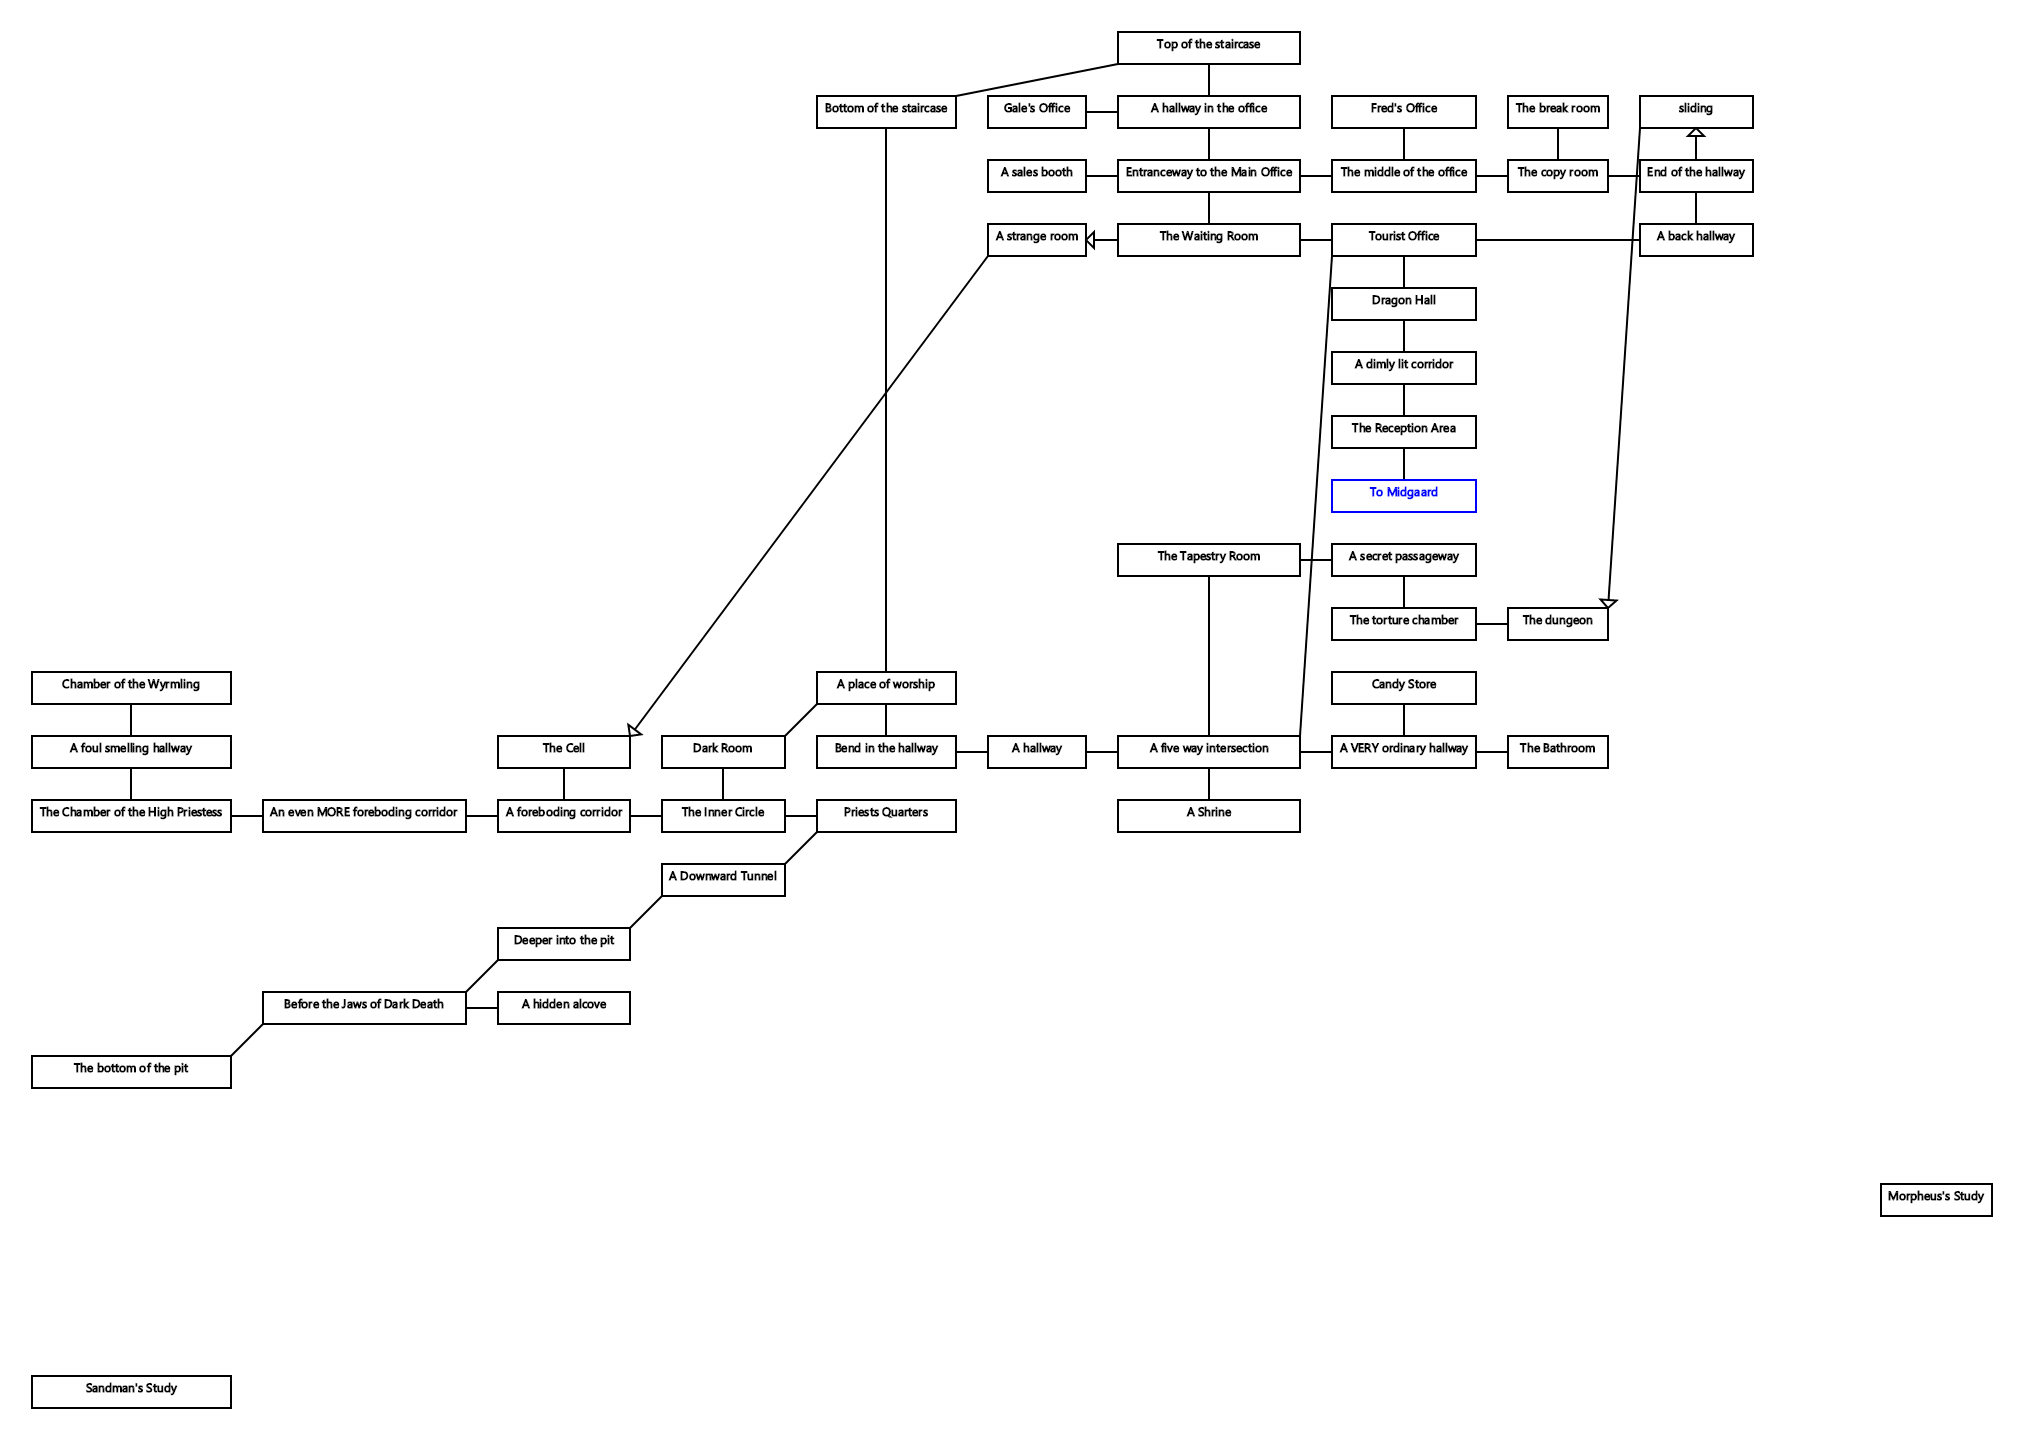 Top of the staircase
Bottom of the staircase
Gale's Office
A hallway in the office
Fred's Office
The break room
sliding
A sales booth
Entranceway to the Main Office
The middle of the office
The copy room
End of the hallway
A strange room
The Waiting Room
Tourist Office
A back hallway
Dragon Hall
A dimly lit corridor
The Reception Area
To Midgaard
The Tapestry Room
A secret passageway
The torture chamber
The dungeon
Chamber of the Wyrmling
A place of worship
Candy Store
A foul smelling hallway
The Cell
Dark Room
Bend in the hallway
A hallway
A five way intersection
A VERY ordinary hallway
The Bathroom
The Chamber of the High Priestess
An even MORE foreboding corridor
A foreboding corridor
The Inner Circle
Priests Quarters
A Shrine
A Downward Tunnel
Deeper into the pit
Before the Jaws of Dark Death
A hidden alcove
The bottom of the pit
Morpheus's Study
Sandman's Study